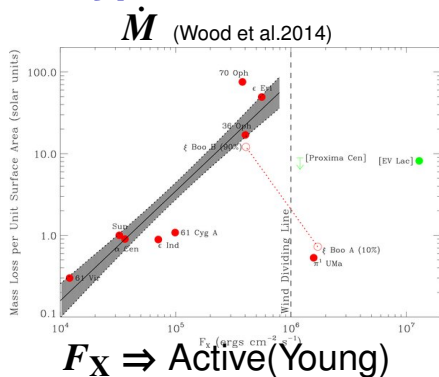 Ṁ (Wood et al.2014)
Mass Loss per Unit Surface Area (solar units)
100.0
10.0
1.0
0.1
70 Oph
ε Eri
36 Oph
ξ Boo B (90%)
[Proxima Cen]
[EV Lac]
Wind Dividing Line
Sun
α Cen
ε Ind
61 Cyg A
ξ Boo A (10%)
π¹ UMa
61 Vir
10⁴
10⁵
10⁶
10⁷
Fₓ (ergs cm⁻² s⁻¹)
Fₓ ⇒ Active(Young)